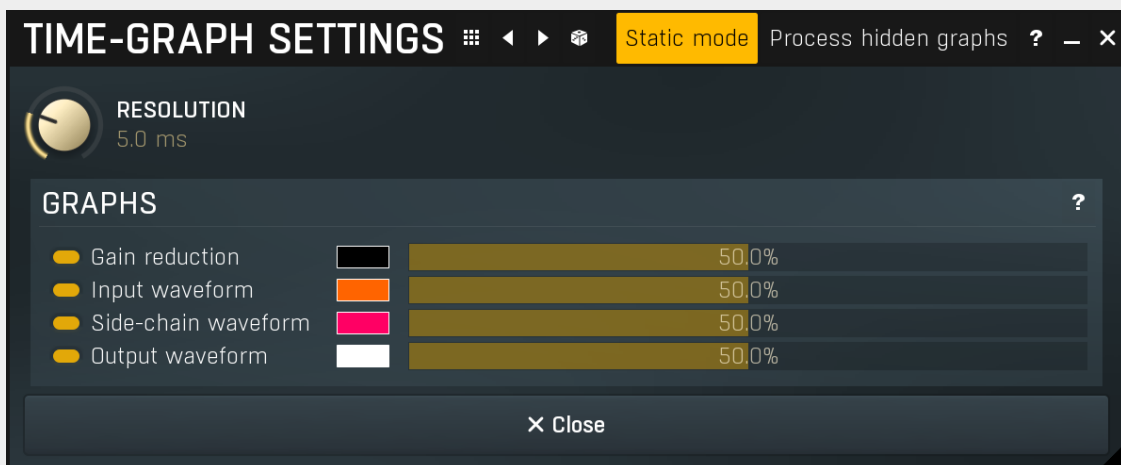 TIME-GRAPH SETTINGS Static mode Process hidden graphs ?
RESOLUTION
5.0 ms
GRAPHS ?
Gain reduction 50.0%
Input waveform 50.0%
Side-chain waveform 50.0%
Output waveform 50.0%
Close